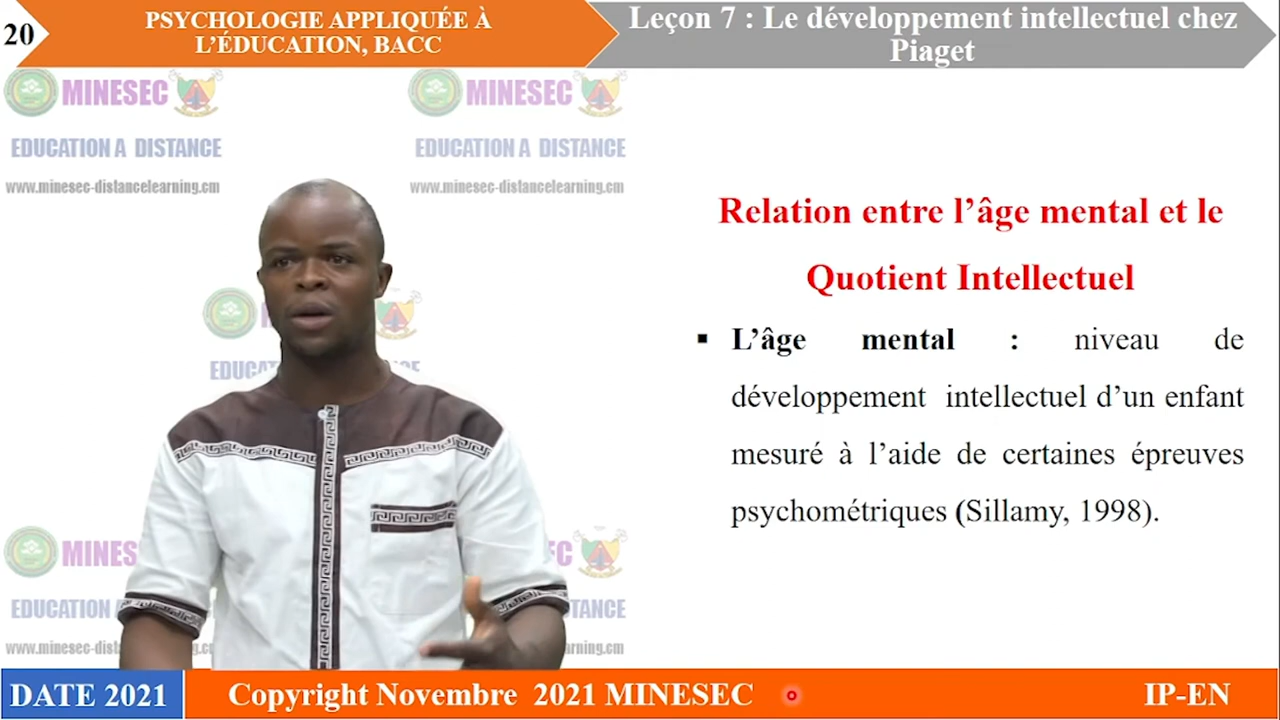 20
PSYCHOLOGIE APPLIQUÉE À
L’ÉDUCATION, BACC
Leçon 7 : Le développement intellectuel chez
Piaget
MINESEC
MINESEC
EDUCATION A DISTANCE
EDUCATION A DISTANCE
www.minesec-distancelearning.cm
www.minesec-distancelearning.cm
Relation entre l’âge mental et le
Quotient Intellectuel
▪ L’âge mental : niveau de
développement intellectuel d’un enfant
mesuré à l’aide de certaines épreuves
psychométriques (Sillamy, 1998).
DATE 2021
Copyright Novembre 2021 MINESEC
IP-EN